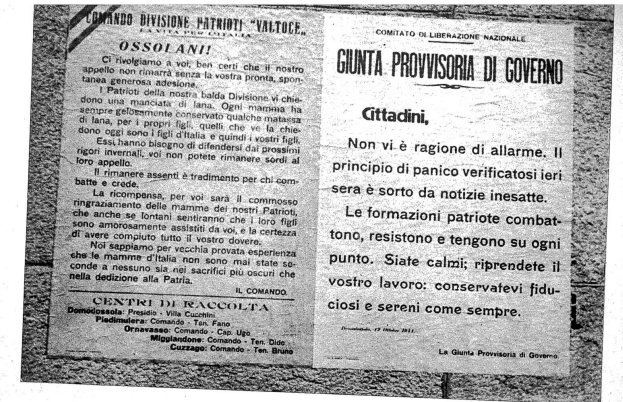 COMANDO DIVISIONE PATRIOTI "VALTOCE"
LA VITA PER L'ITALIA
OSSOLANI!
Ci rivolgiamo a voi, ben certi che il nostro
appello non rimarrà senza la vostra pronta, spon-
tanea generosa adesione.
I Patrioti della nostra balda Divisione vi chie-
dono una manciata di lana. Ogni mamma ha
sempre gelosamente conservato qualche matassa
di lana, per i propri figli, quelli che ve la chie-
dono oggi sono i figli d'Italia e quindi i vostri figli.
Essi, hanno bisogno di difendersi dai prossimi
rigori invernali, voi non potete rimanere sordi al
loro appello.
Il rimanere assenti è tradimento per chi com-
batte e crede.
La ricompensa, per voi sarà il commosso
ringraziamento delle mamme dei nostri Patrioti,
che anche se lontani sentiranno che i loro figli
sono amorosamente assistiti da voi, e la certezza
di avere compiuto tutto il vostro dovere.
Noi sappiamo per vecchia provata esperienza
che le mamme d'Italia non sono mai state se-
conde a nessuno sia nei sacrifici più oscuri che
nella dedizione alla Patria.
IL COMANDO
CENTRI DI RACCOLTA
Domodossola: Presidio - Villa Cucchini
Piedimulera: Comando - Ten. Fano
Ornavasso: Comando - Cap. Ugo
Miggiandone: Comando - Ten. Dido
Cuzzago: Comando - Ten. Bruno
COMITATO DI LIBERAZIONE NAZIONALE
GIUNTA PROVVISORIA DI GOVERNO
Cittadini,
Non vi è ragione di allarme. Il
principio di panico verificatosi ieri
sera è sorto da notizie inesatte.
Le formazioni patriote combat-
tono, resistono e tengono su ogni
punto. Siate calmi; riprendete il
vostro lavoro: conservatevi fidu-
ciosi e sereni come sempre.
Domodossola, 12 Ottobre 1944.
La Giunta Provvisoria di Governo